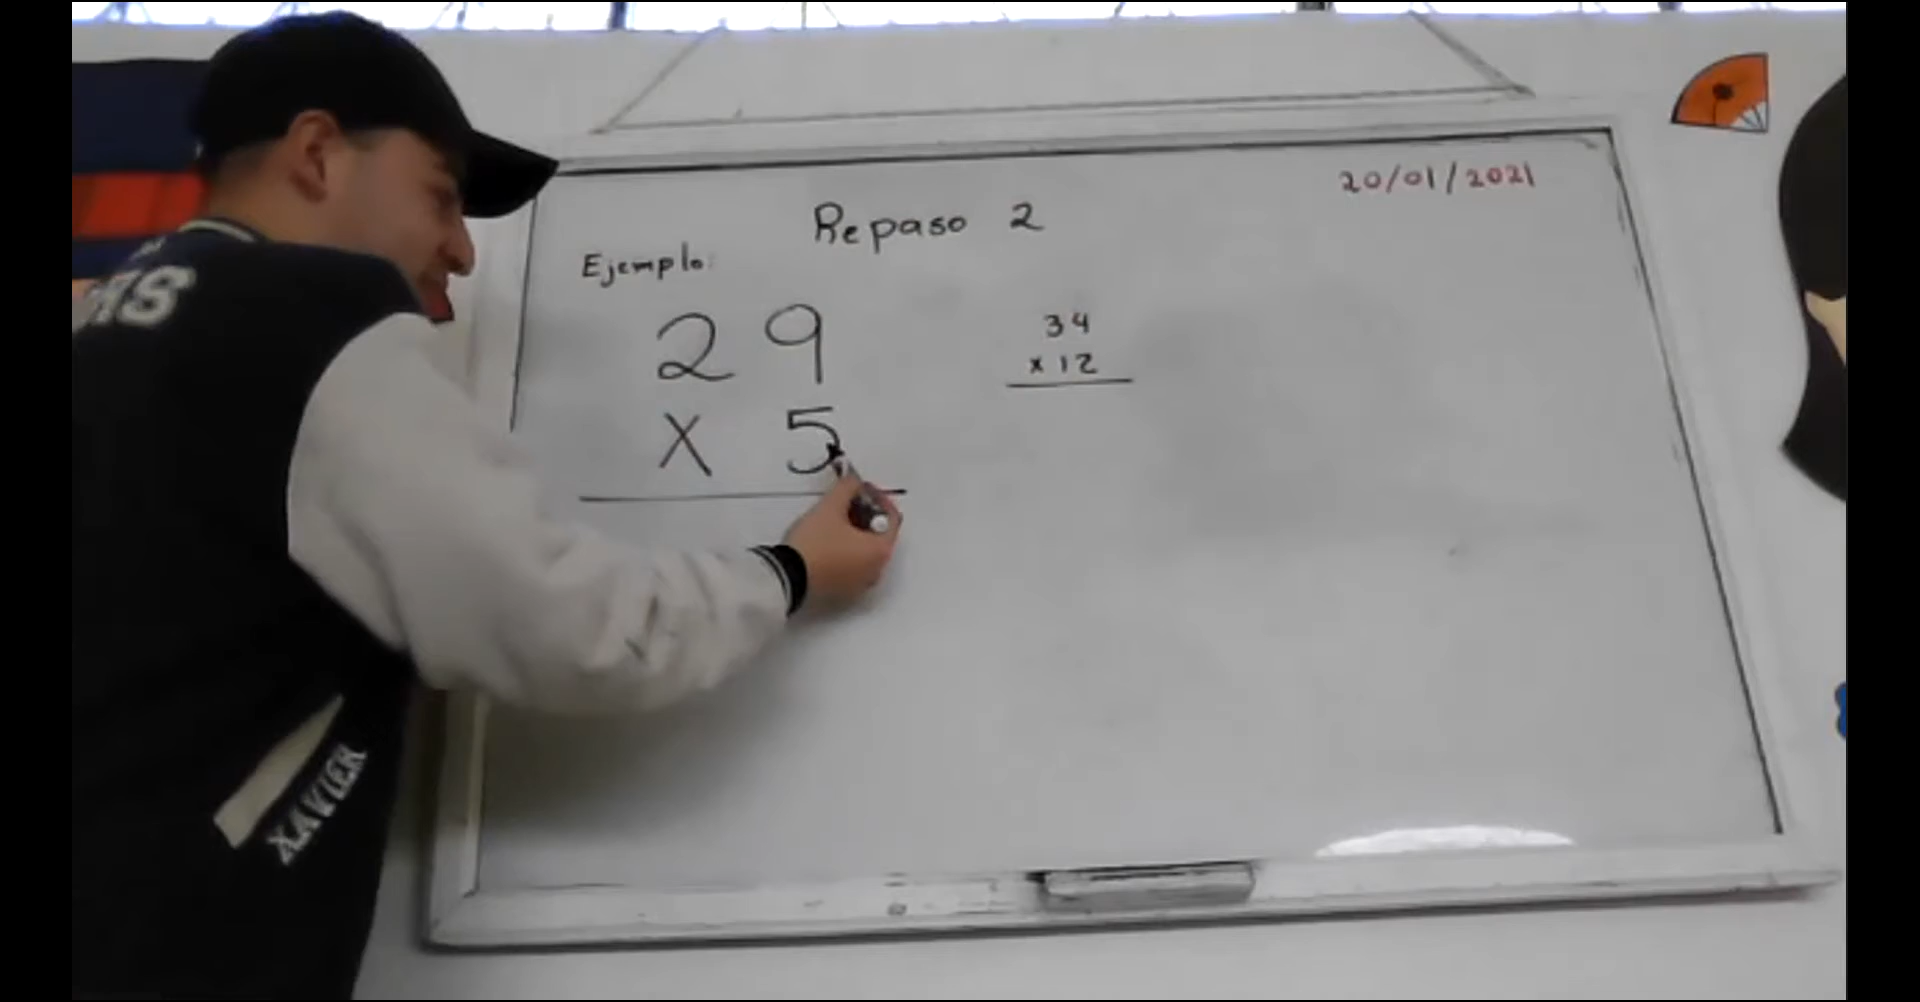 20/01/2021
Repaso 2
Ejemplo:
29
x 5
34
x 12
XAVIER